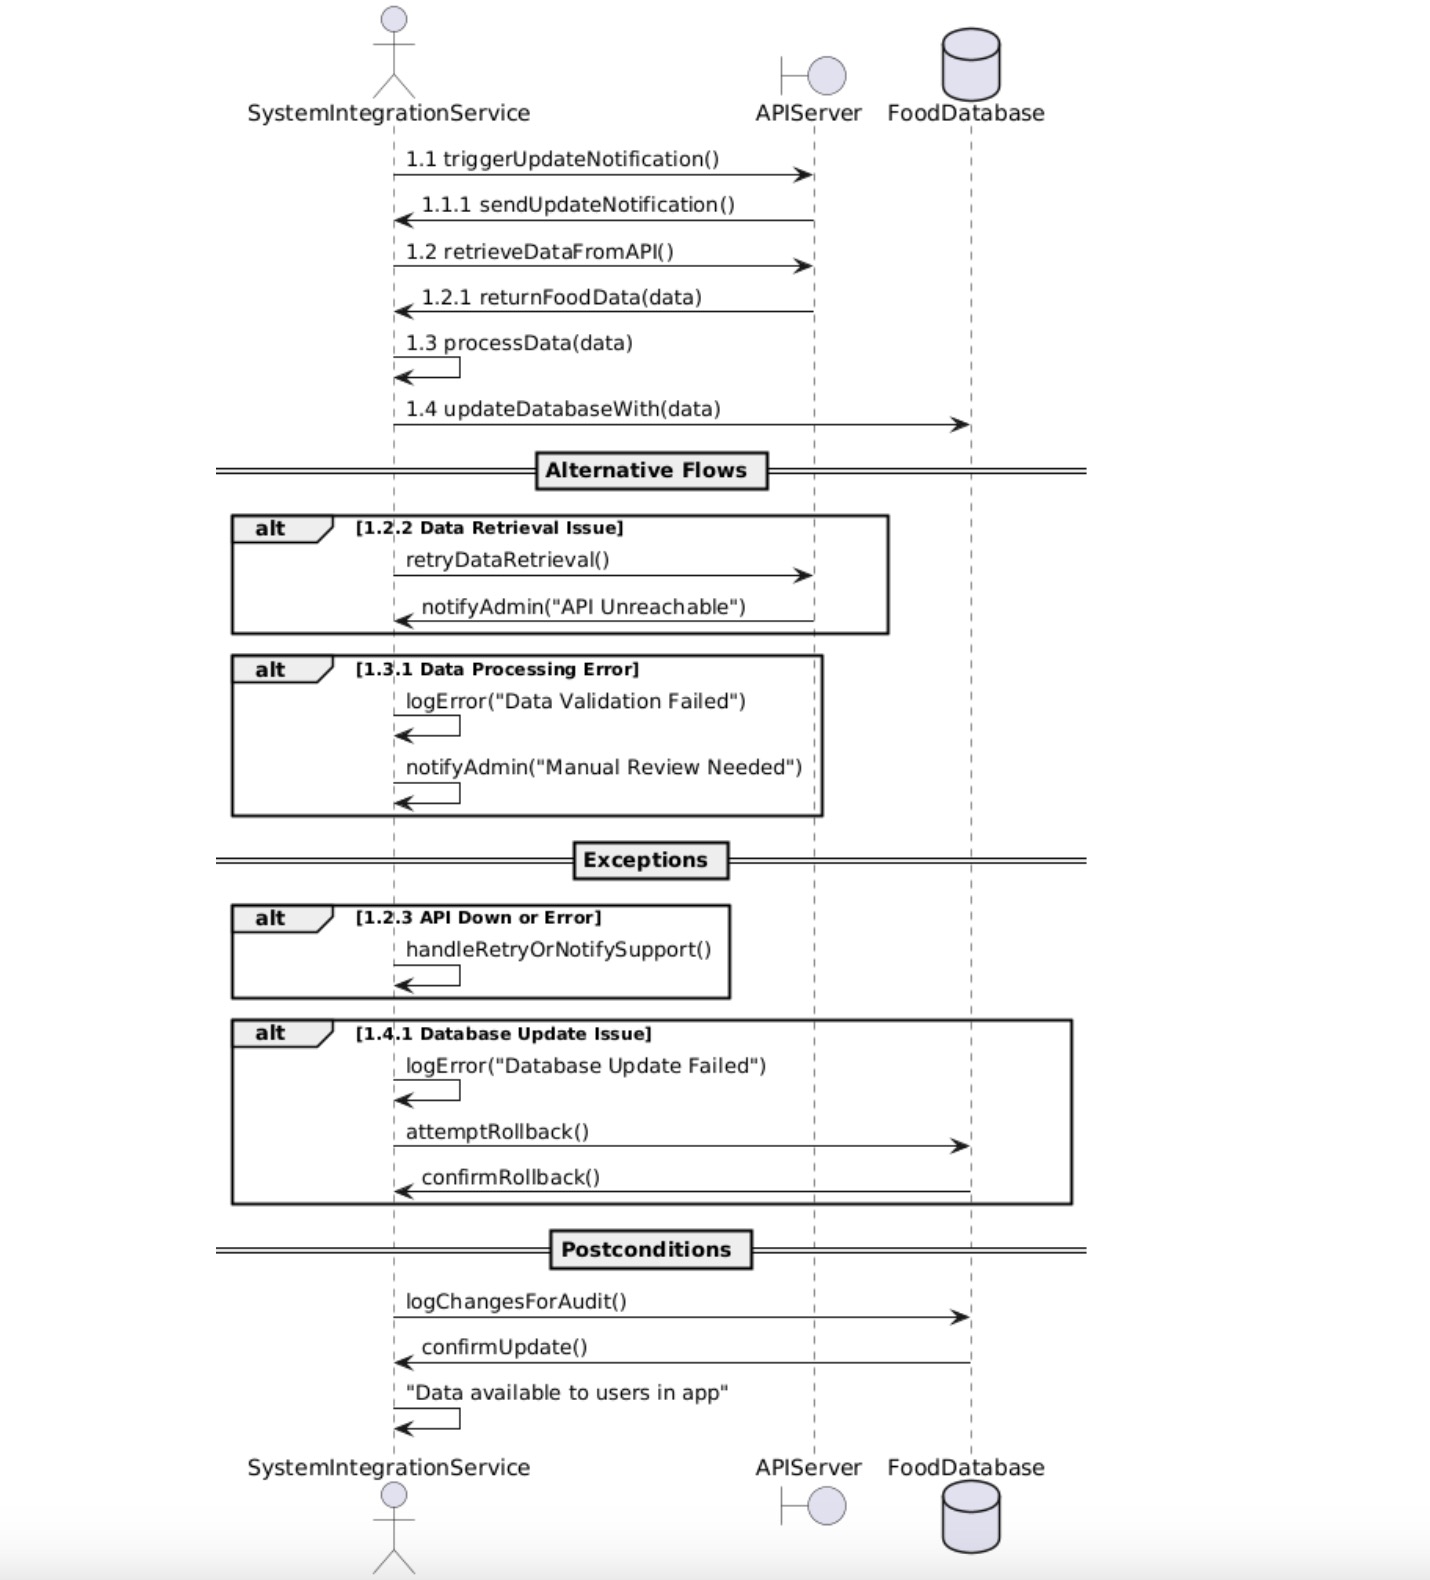 SystemIntegrationService APIServer FoodDatabase
1.1 triggerUpdateNotification()
1.1.1 sendUpdateNotification()
1.2 retrieveDataFromAPI()
1.2.1 returnFoodData(data)
1.3 processData(data)
1.4 updateDatabaseWith(data)
Alternative Flows
alt [1.2.2 Data Retrieval Issue]
retryDataRetrieval()
notifyAdmin("API Unreachable")
alt [1.3.1 Data Processing Error]
logError("Data Validation Failed")
notifyAdmin("Manual Review Needed")
Exceptions
alt [1.2.3 API Down or Error]
handleRetryOrNotifySupport()
alt [1.4.1 Database Update Issue]
logError("Database Update Failed")
attemptRollback()
confirmRollback()
Postconditions
logChangesForAudit()
confirmUpdate()
"Data available to users in app"
SystemIntegrationService APIServer FoodDatabase